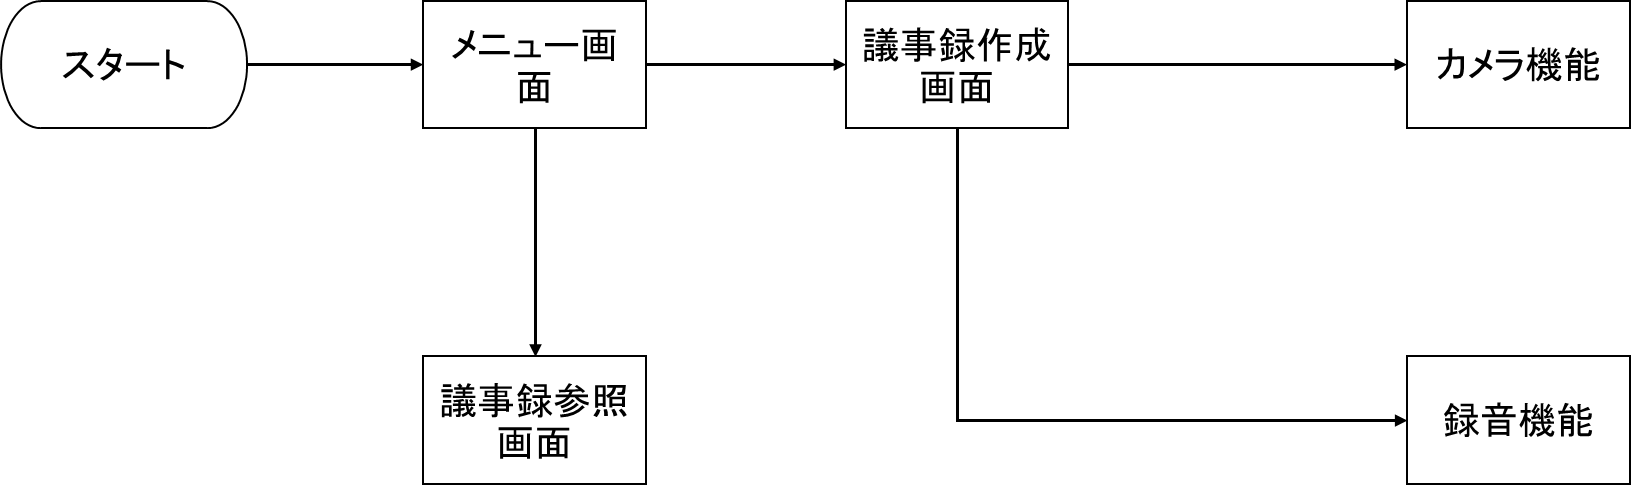 スタート
メニュー画
面
議事録作成
画面
カメラ機能
議事録参照
画面
録音機能